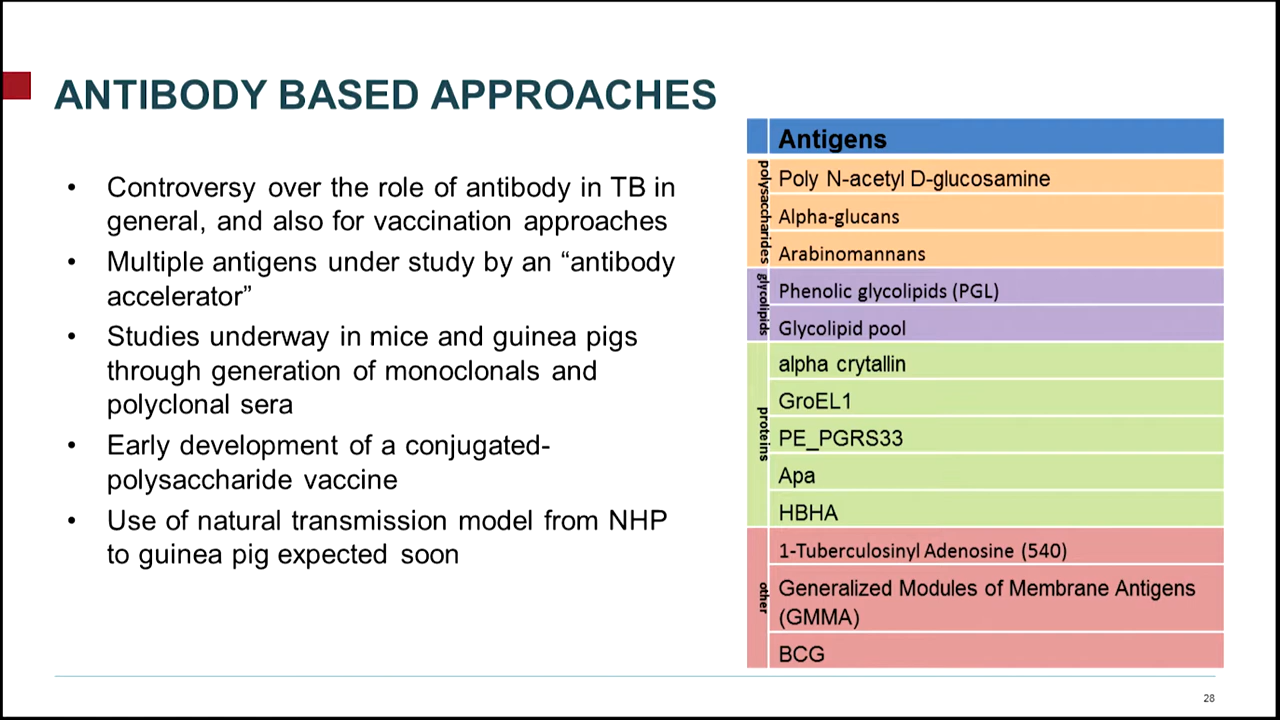 ANTIBODY BASED APPROACHES
• Controversy over the role of antibody in TB in
general, and also for vaccination approaches
• Multiple antigens under study by an “antibody
accelerator”
• Studies underway in mice and guinea pigs
through generation of monoclonals and
polyclonal sera
• Early development of a conjugated-
polysaccharide vaccine
• Use of natural transmission model from NHP
to guinea pig expected soon
Antigens
polysaccharides
Poly N-acetyl D-glucosamine
Alpha-glucans
Arabinomannans
glycolipids
Phenolic glycolipids (PGL)
Glycolipid pool
proteins
alpha crytallin
GroEL1
PE_PGRS33
Apa
HBHA
other
1-Tuberculosinyl Adenosine (540)
Generalized Modules of Membrane Antigens
(GMMA)
BCG
28